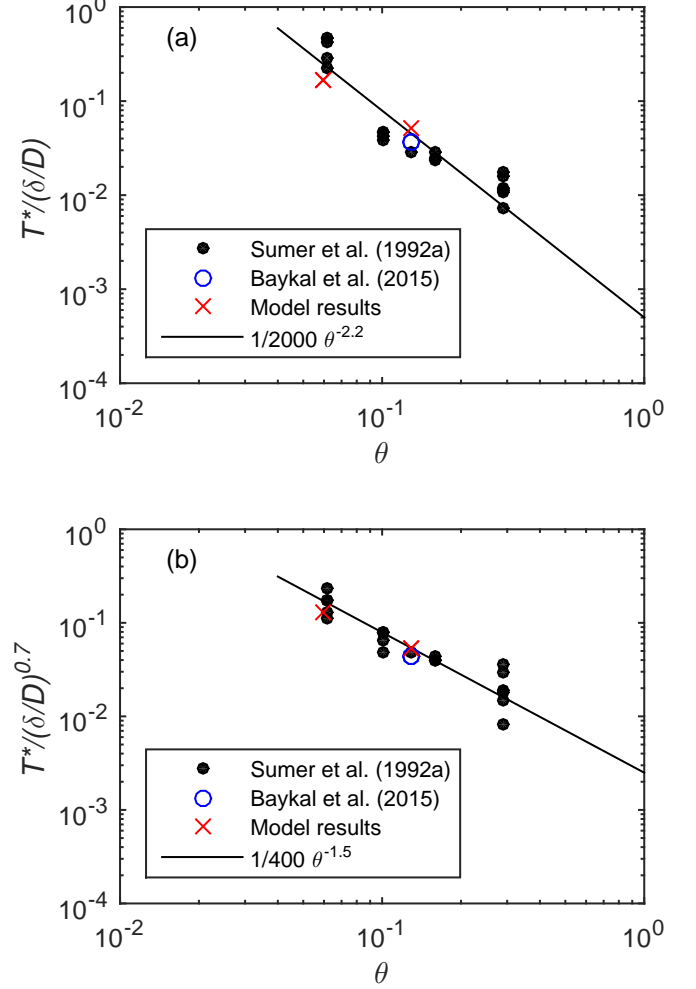 (a)
10^0
10^-1
10^-2
10^-3
10^-4
T*/(δ/D)
Sumer et al. (1992a)
Baykal et al. (2015)
Model results
1/2000 θ^-2.2
10^-2
10^-1
10^0
θ
(b)
10^0
10^-1
10^-2
10^-3
10^-4
T*/(δ/D)^0.7
Sumer et al. (1992a)
Baykal et al. (2015)
Model results
1/400 θ^-1.5
10^-2
10^-1
10^0
θ